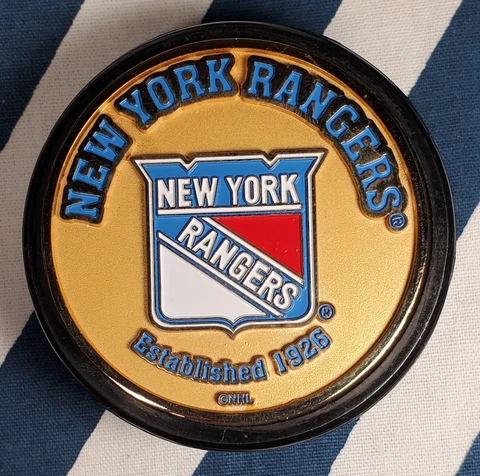 NEW YORK RANGERS®
NEW YORK
RANGERS
®
Established 1926
©NHL